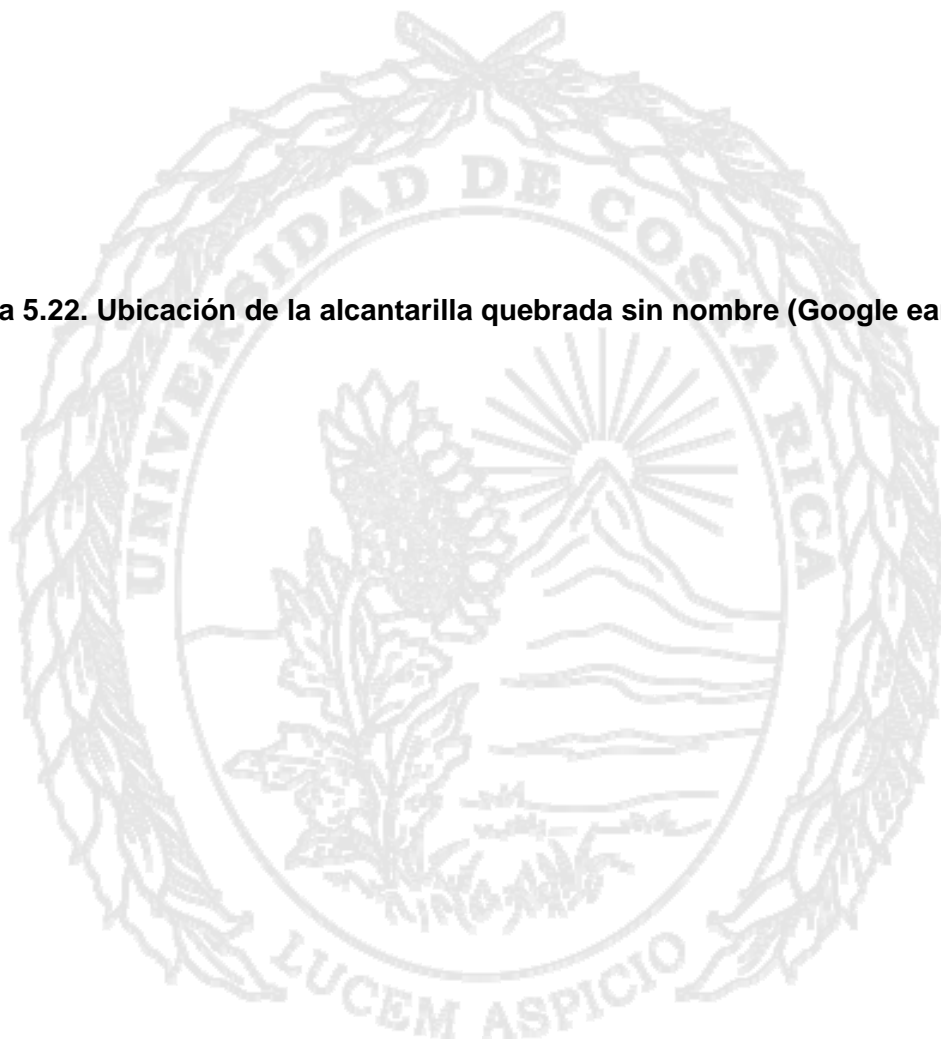 UNIVERSIDAD DE COSTA RICA
a 5.22. Ubicación de la alcantarilla quebrada sin nombre (Google ea
LUCEM ASPICIO